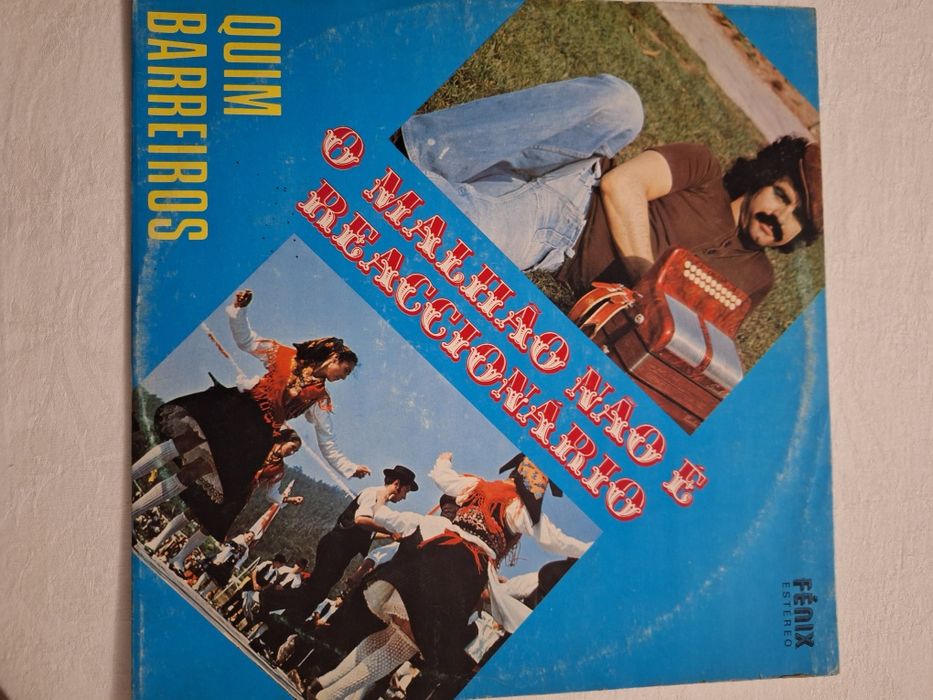 QUIM
BARREIROS
O MALHÃO NÃO É
REACCIONÁRIO
FÉNIX
ESTEREO